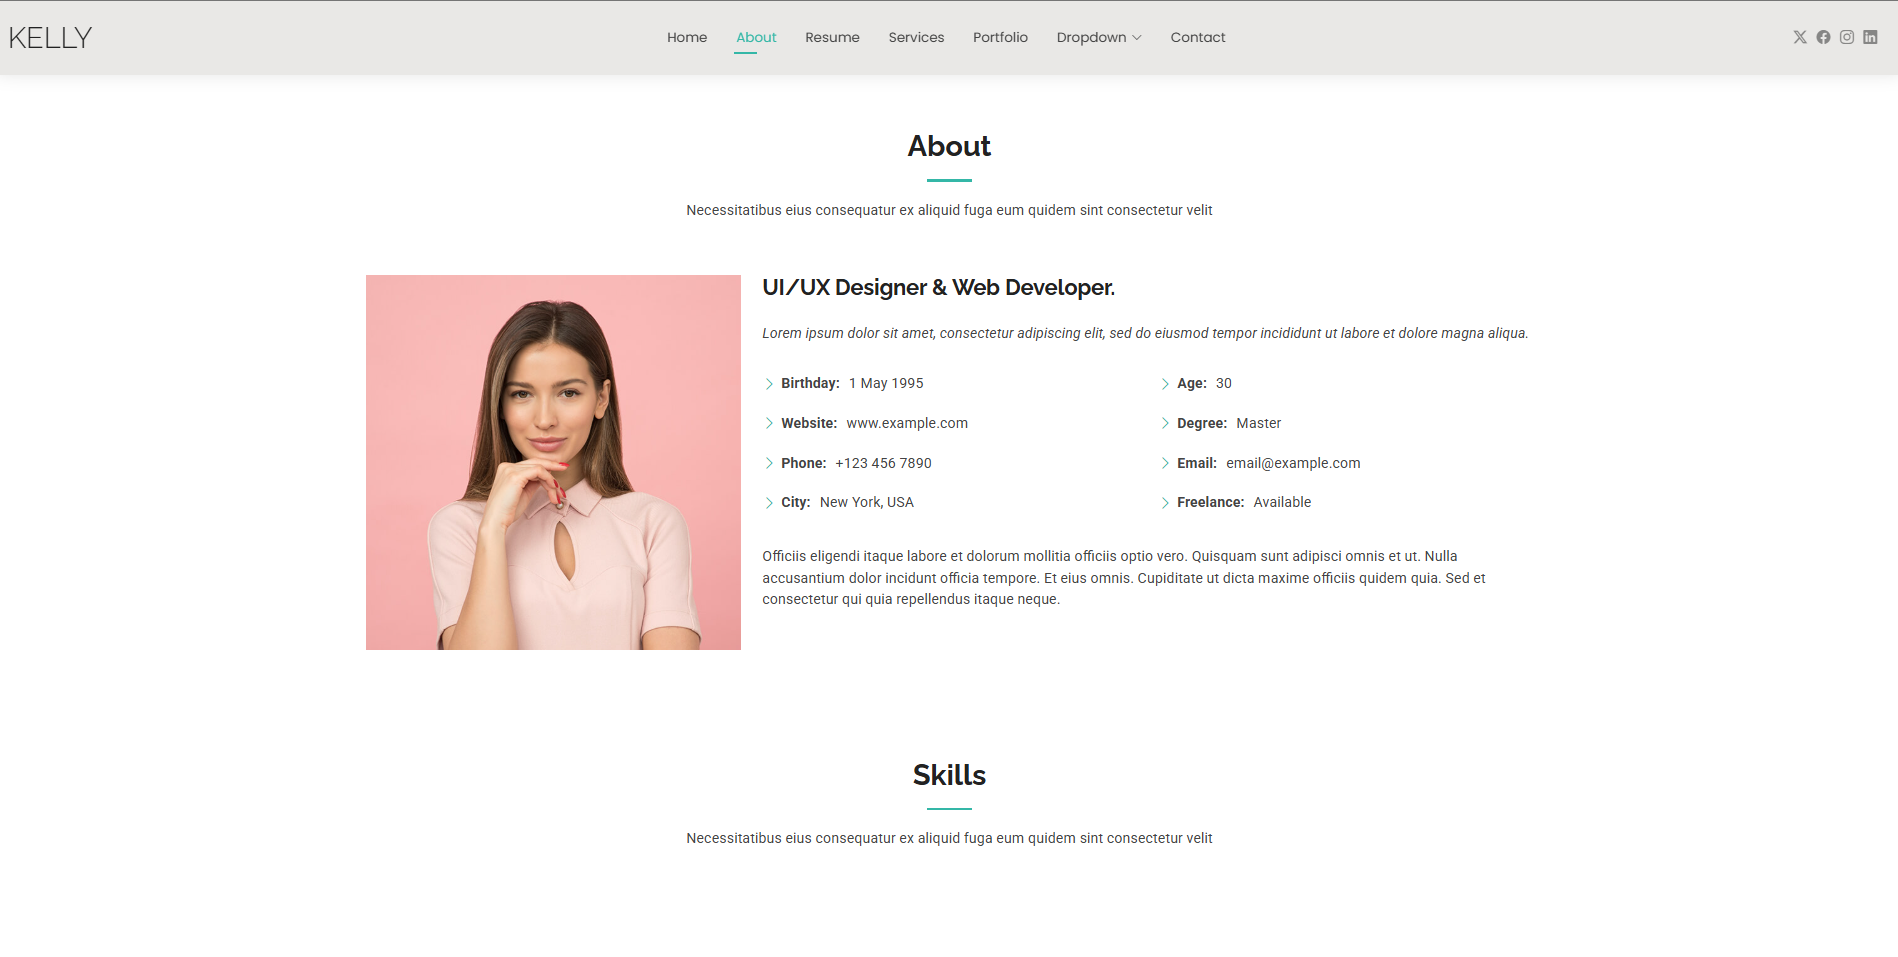 KELLY
Home About Resume Services Portfolio Dropdown Contact
About
Necessitatibus eius consequatur ex aliquid fuga eum quidem sint consectetur velit
UI/UX Designer & Web Developer.
Lorem ipsum dolor sit amet, consectetur adipiscing elit, sed do eiusmod tempor incididunt ut labore et dolore magna aliqua.
Birthday: 1 May 1995
Website: www.example.com
Phone: +123 456 7890
City: New York, USA
Age: 30
Degree: Master
Email: email@example.com
Freelance: Available
Officiis eligendi itaque labore et dolorum mollitia officiis optio vero. Quisquam sunt adipisci omnis et ut. Nulla
accusantium dolor incidunt officia tempore. Et eius omnis. Cupiditate ut dicta maxime officiis quidem quia. Sed et
consectetur qui quia repellendus itaque neque.
Skills
Necessitatibus eius consequatur ex aliquid fuga eum quidem sint consectetur velit